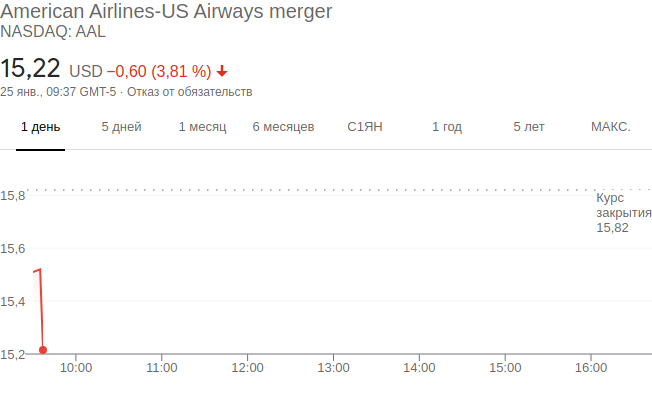 American Airlines-US Airways merger
NASDAQ: AAL
15,22 USD −0,60 (3,81 %)
25 янв., 09:37 GMT-5 · Отказ от обязательств
1 день 5 дней 1 месяц 6 месяцев С1ЯН 1 год 5 лет МАКС.
15,8
Курс
закрытия
15,82
15,6
15,4
15,2
10:00 11:00 12:00 13:00 14:00 15:00 16:00